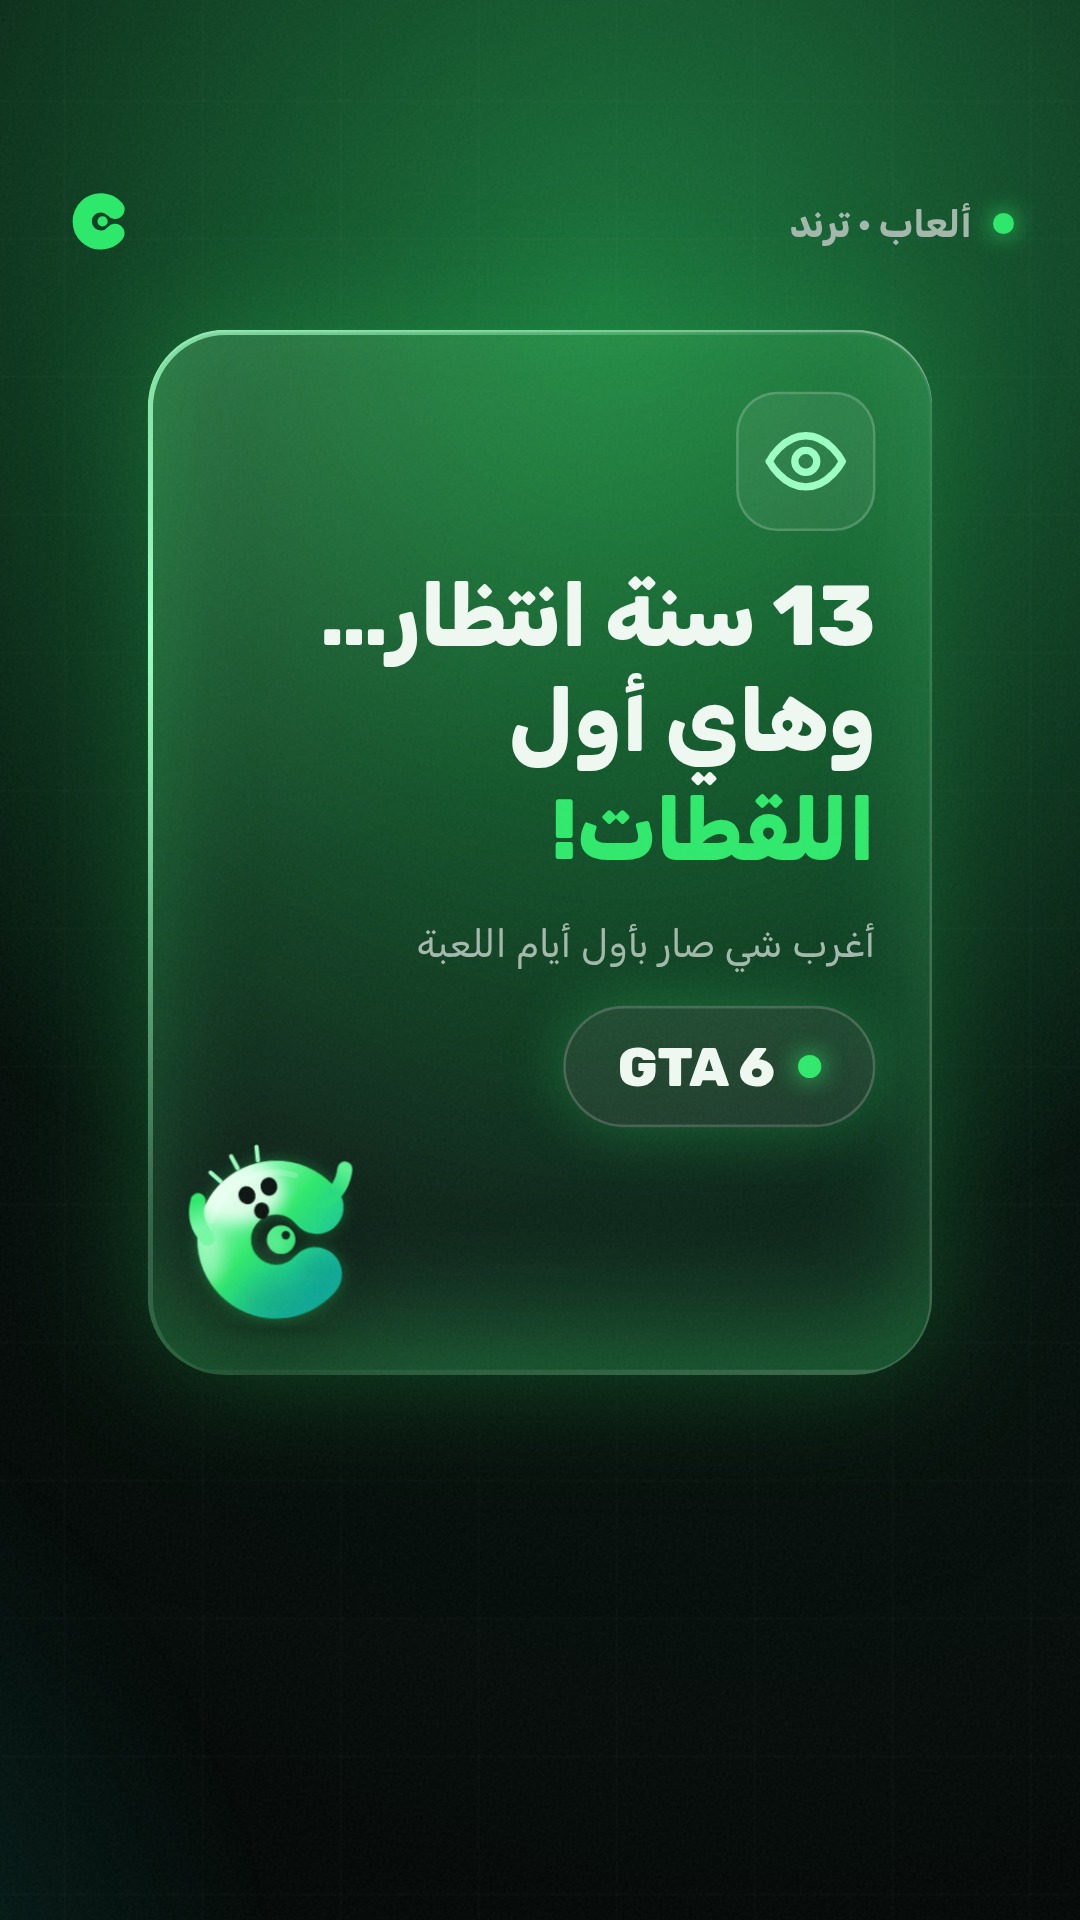 ألعاب • ترند
13 سنة انتظار...
وهاي أول
اللقطات!
أغرب شي صار بأول أيام اللعبة
GTA 6